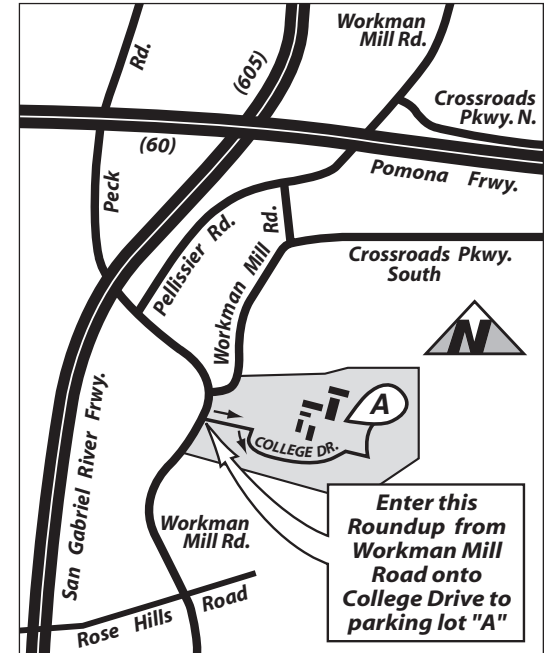 Workman
Mill Rd.
Rd.
(605)
Crossroads
Pkwy. N.
(60)
Pomona Frwy.
Peck
Pellissier Rd.
Workman Mill Rd.
Crossroads Pkwy.
South
N
A
San Gabriel River Frwy.
COLLEGE DR.
Workman
Mill Rd.
Enter this
Roundup from
Workman Mill
Road onto
College Drive to
parking lot "A"
Rose Hills Road